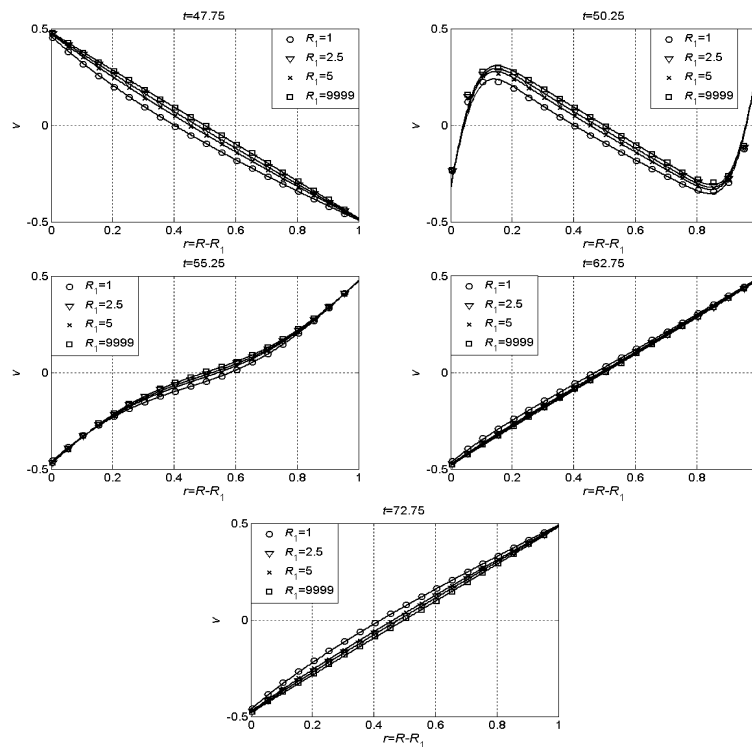 t=47.75
R1=1
R1=2.5
R1=5
R1=9999
v
0.5
0
-0.5
0 0.2 0.4 0.6 0.8 1
r=R-R1
t=50.25
R1=1
R1=2.5
R1=5
R1=9999
v
0.5
0
-0.5
0 0.2 0.4 0.6 0.8
r=R-R1
t=55.25
R1=1
R1=2.5
R1=5
R1=9999
v
0.5
0
-0.5
0 0.2 0.4 0.6 0.8 1
r=R-R1
t=62.75
R1=1
R1=2.5
R1=5
R1=9999
v
0.5
0
-0.5
0 0.2 0.4 0.6 0.8
r=R-R1
t=72.75
R1=1
R1=2.5
R1=5
R1=9999
v
0.5
0
-0.5
0 0.2 0.4 0.6 0.8 1
r=R-R1